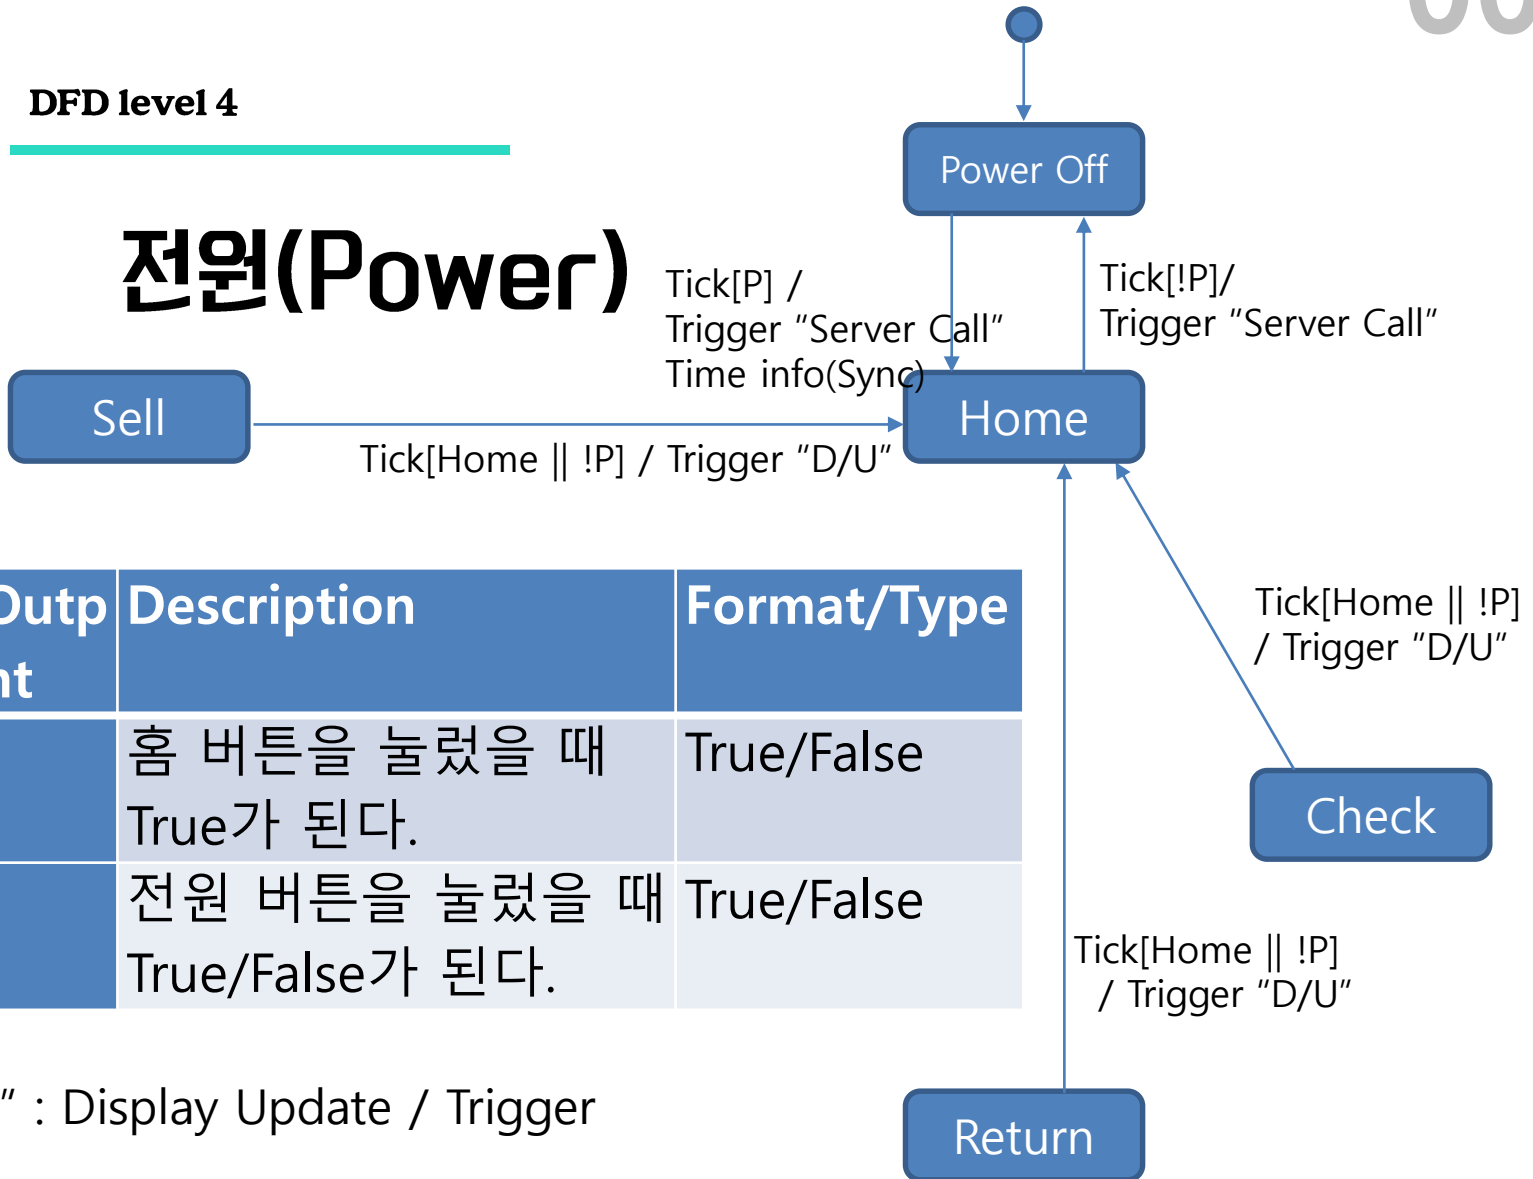 DFD level 4
Power Off
전원(Power)
Tick[P] /
Trigger "Server Call"
Time info(Sync)
Tick[!P]/
Trigger "Server Call"
Sell
Home
Tick[Home || !P] / Trigger "D/U"
Description
Format/Type
홈 버튼을 눌렀을 때
True가 된다.
True/False
전원 버튼을 눌렀을 때
True/False가 된다.
True/False
Tick[Home || !P]
/ Trigger "D/U"
Check
Tick[Home || !P]
/ Trigger "D/U"
" : Display Update / Trigger
Return